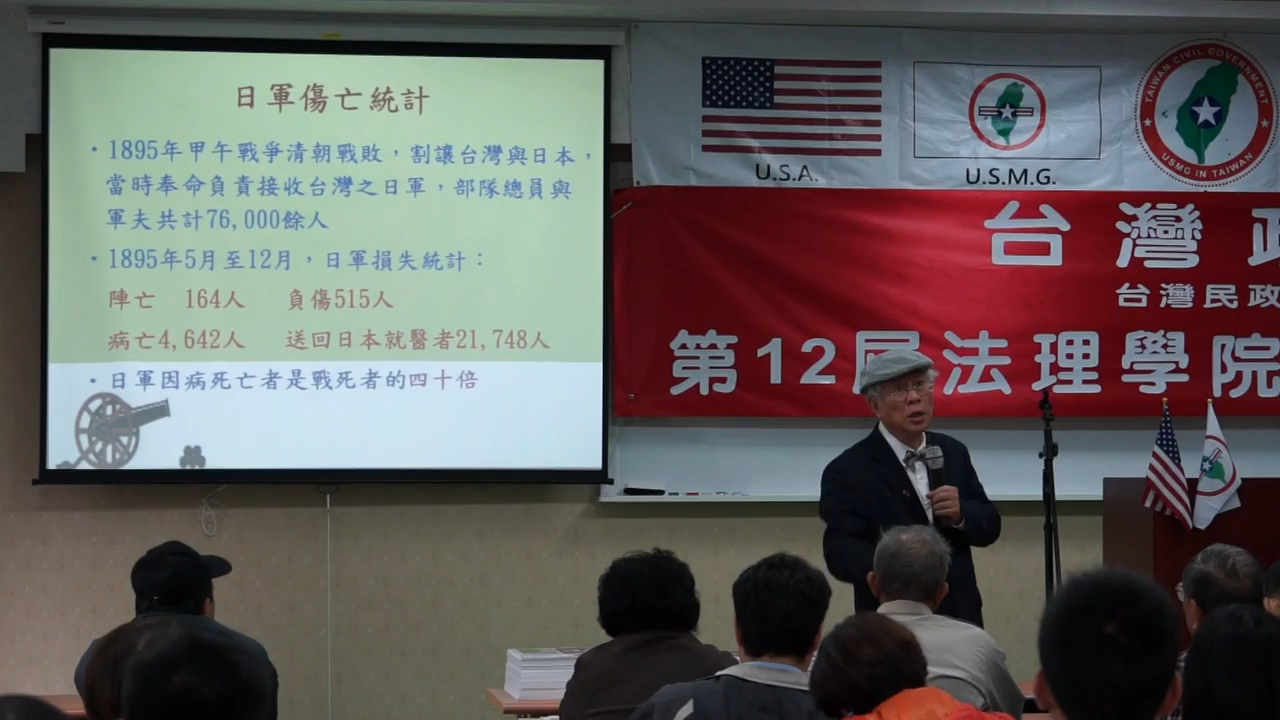 日軍傷亡統計
・1895年甲午戰爭清朝戰敗，割讓台灣與日本，
當時奉命負責接收台灣之日軍，部隊總員與
軍夫共計76,000餘人
・1895年5月至12月，日軍損失統計：
陣亡 164人 負傷515人
病亡4,642人 送回日本就醫者21,748人
・日軍因病死亡者是戰死者的四十倍
U.S.A.
U.S.M.G.
TAIWAN CIVIL GOVERNMENT
USMG IN TAIWAN
台灣政
台灣民政
第12屆法理學院